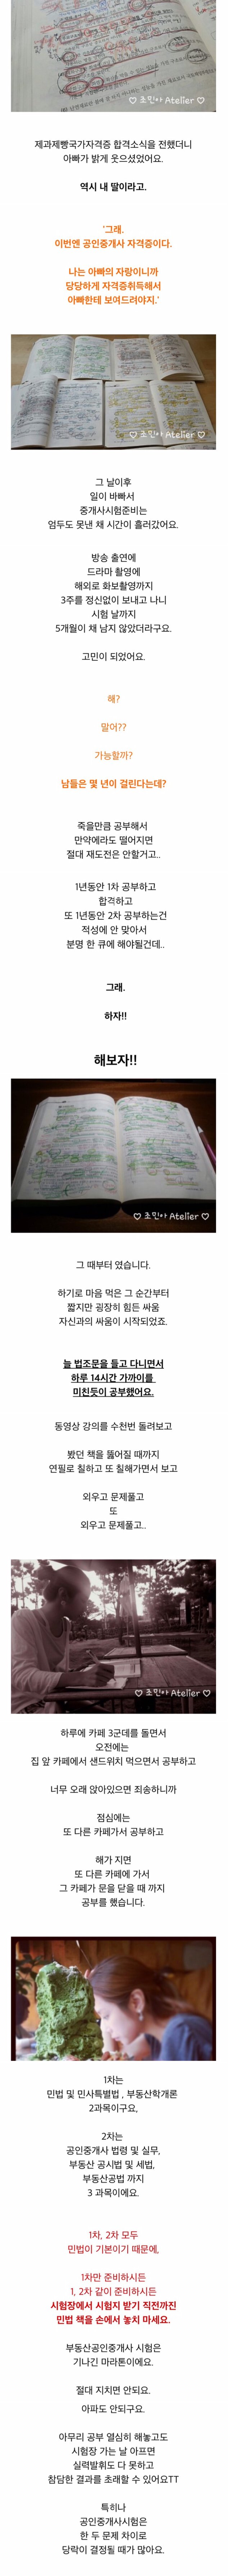 ♡ 조민아 Atelier ♡
제과제빵국가자격증 합격소식을 전했더니
아빠가 밝게 웃으셨었어요.
역시 내 딸이라고.
'그래.
이번엔 공인중개사 자격증이다.
나는 아빠의 자랑이니까
당당하게 자격증취득해서
아빠한테 보여드려야지.'
♡ 조민아 Atelier ♡
그 날이후
일이 바빠서
중개사시험준비는
엄두도 못낸 채 시간이 흘러갔어요.
방송 출연에
드라마 촬영에
해외로 화보촬영까지
3주를 정신없이 보내고 나니
시험 날까지
5개월이 채 남지 않았더라구요.
고민이 되었어요.
해?
말어??
가능할까?
남들은 몇 년이 걸린다는데?
죽을만큼 공부해서
만약에라도 떨어지면
절대 재도전은 안할거고..
1년동안 1차 공부하고
합격하고
또 1년동안 2차 공부하는건
적성에 안 맞아서
분명 한 큐에 해야될건데..
그래.
하자!!
해보자!!
♡ 조민아 Atelier ♡
그 때부터 였습니다.
하기로 마음 먹은 그 순간부터
짧지만 굉장히 힘든 싸움
자신과의 싸움이 시작되었죠.
늘 법조문을 들고 다니면서
하루 14시간 가까이를
미친듯이 공부했어요.
동영상 강의를 수천번 돌려보고
봤던 책을 뚫어질 때까지
연필로 칠하고 또 칠해가면서 보고
외우고 문제풀고
또
외우고 문제풀고..
♡ 조민아 Atelier ♡
하루에 카페 3군데를 돌면서
오전에는
집 앞 카페에서 샌드위치 먹으면서 공부하고
너무 오래 앉아있으면 죄송하니까
점심에는
또 다른 카페가서 공부하고
해가 지면
또 다른 카페에 가서
그 카페가 문을 닫을 때 까지
공부를 했습니다.
1차는
민법 및 민사특별법 , 부동산학개론
2과목이구요,
2차는
공인중개사 법령 및 실무,
부동산 공시법 및 세법,
부동산공법 까지
3 과목이에요.
1차, 2차 모두
민법이 기본이기 때문에,
1차만 준비하시든
1, 2차 같이 준비하시든
시험장에서 시험지 받기 직전까진
민법 책을 손에서 놓치 마세요.
부동산공인중개사 시험은
기나긴 마라톤이에요.
절대 지치면 안되요.
아파도 안되구요.
아무리 공부 열심히 해놓고도
시험장 가는 날 아프면
실력발휘도 다 못하고
참담한 결과를 초래할 수 있어요TT
특히나
공인중개사시험은
한 두 문제 차이로
당락이 결정될 때가 많아요.